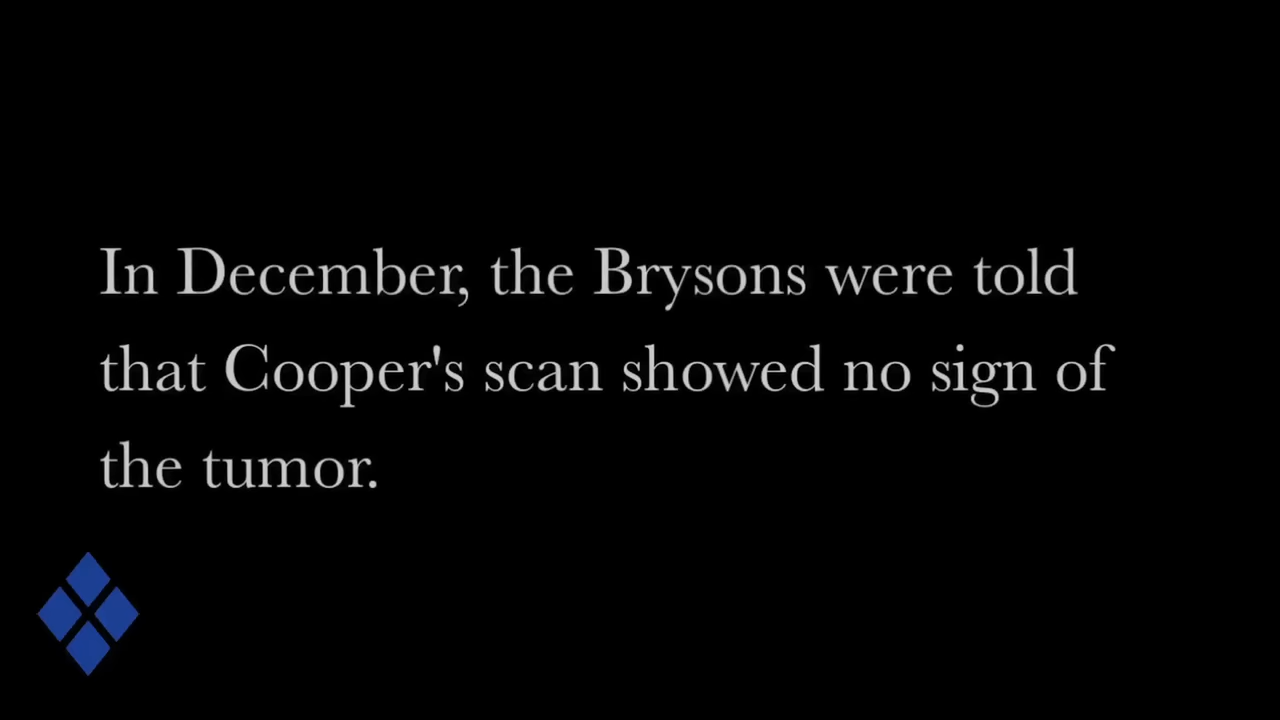 In December, the Brysons were told
that Cooper's scan showed no sign of
the tumor.